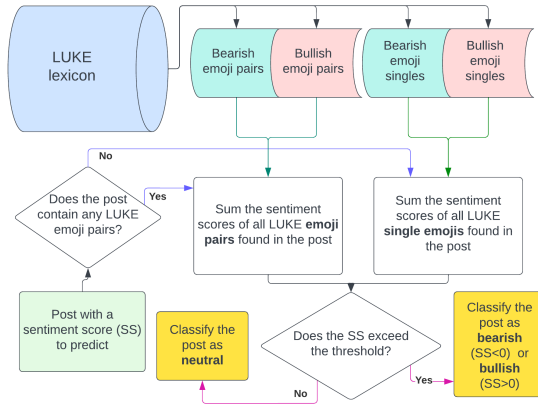 LUKE
lexicon
Bearish
emoji pairs
Bullish
emoji pairs
Bearish
emoji
singles
Bullish
emoji
singles
No
Does the post
contain any LUKE
emoji pairs?
Yes
Sum the sentiment
scores of all LUKE emoji
pairs found in the post
Sum the sentiment
scores of all LUKE
single emojis found in
the post
Post with a
sentiment score (SS)
to predict
Classify the
post as
neutral
Does the SS exceed
the threshold?
Classify the
post as
bearish
(SS<0) or
bullish
(SS>0)
Yes
No